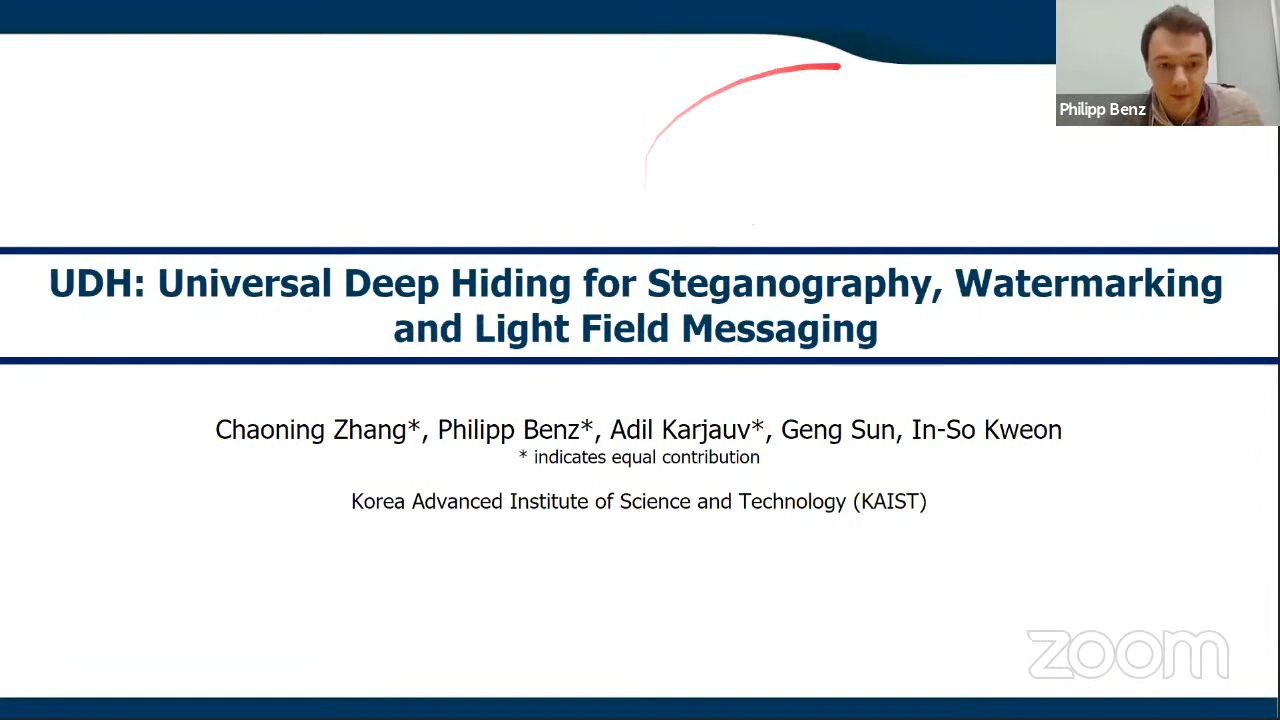 Philipp Benz
UDH: Universal Deep Hiding for Steganography, Watermarking
and Light Field Messaging
Chaoning Zhang*, Philipp Benz*, Adil Karjauv*, Geng Sun, In-So Kweon
* indicates equal contribution
Korea Advanced Institute of Science and Technology (KAIST)
zoom